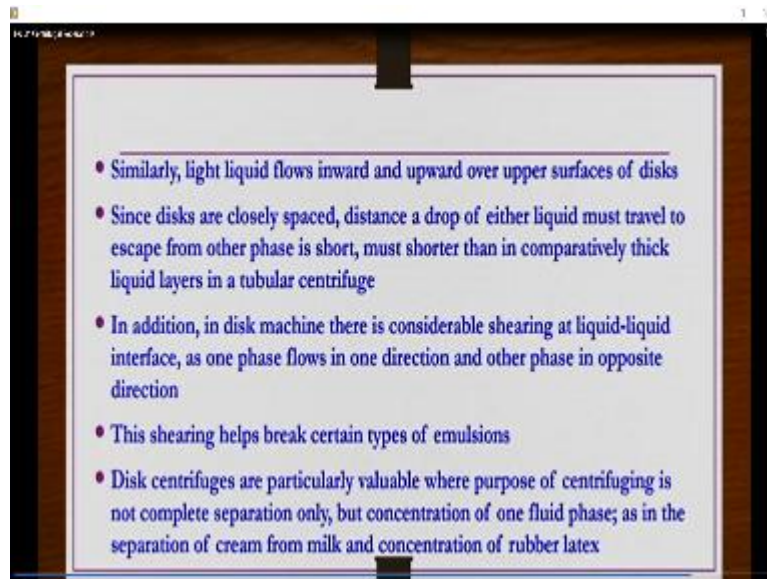 • Similarly, light liquid flows inward and upward over upper surfaces of disks
• Since disks are closely spaced, distance a drop of either liquid must travel to
escape from other phase is short, must shorter than in comparatively thick
liquid layers in a tubular centrifuge
• In addition, in disk machine there is considerable shearing at liquid-liquid
interface, as one phase flows in one direction and other phase in opposite
direction
• This shearing helps break certain types of emulsions
• Disk centrifuges are particularly valuable where purpose of centrifuging is
not complete separation only, but concentration of one fluid phase; as in the
separation of cream from milk and concentration of rubber latex